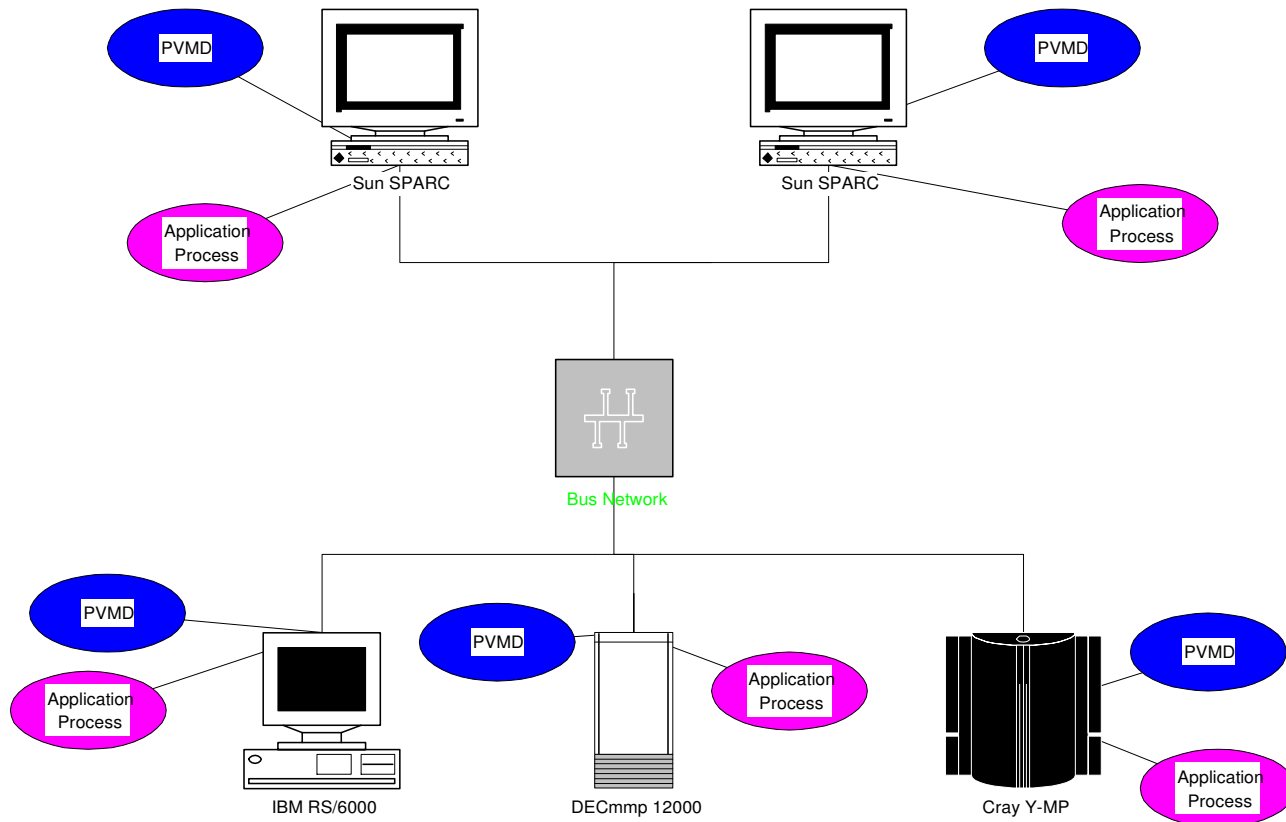 PVMD
PVMD
Sun SPARC
Sun SPARC
Application
Process
Application
Process
Bus Network
PVMD
PVMD
PVMD
Application
Process
Application
Process
Application
Process
IBM RS/6000
DECmmp 12000
Cray Y-MP